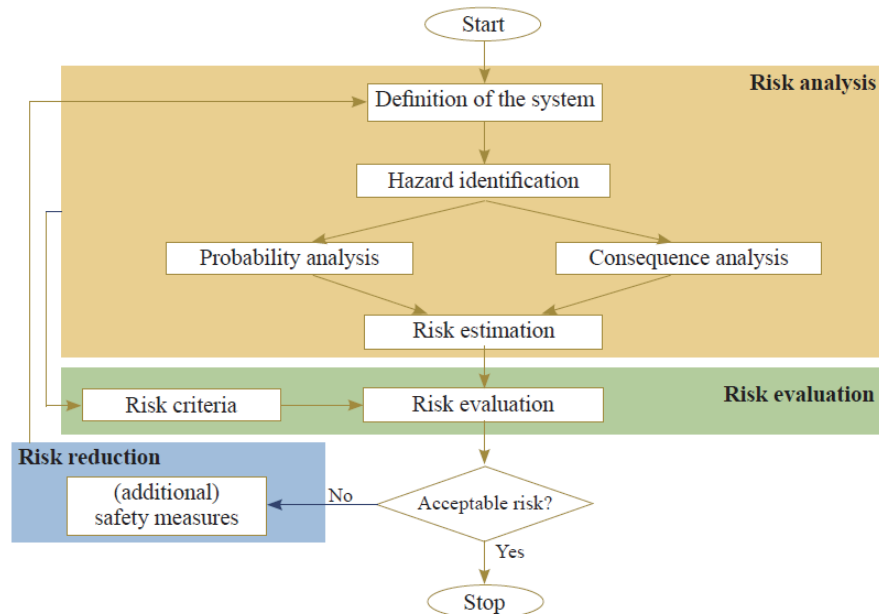 Start
Risk analysis
Definition of the system
Hazard identification
Probability analysis
Consequence analysis
Risk estimation
Risk evaluation
Risk criteria
Risk evaluation
Risk reduction
(additional)
safety measures
No
Acceptable risk?
Yes
Stop